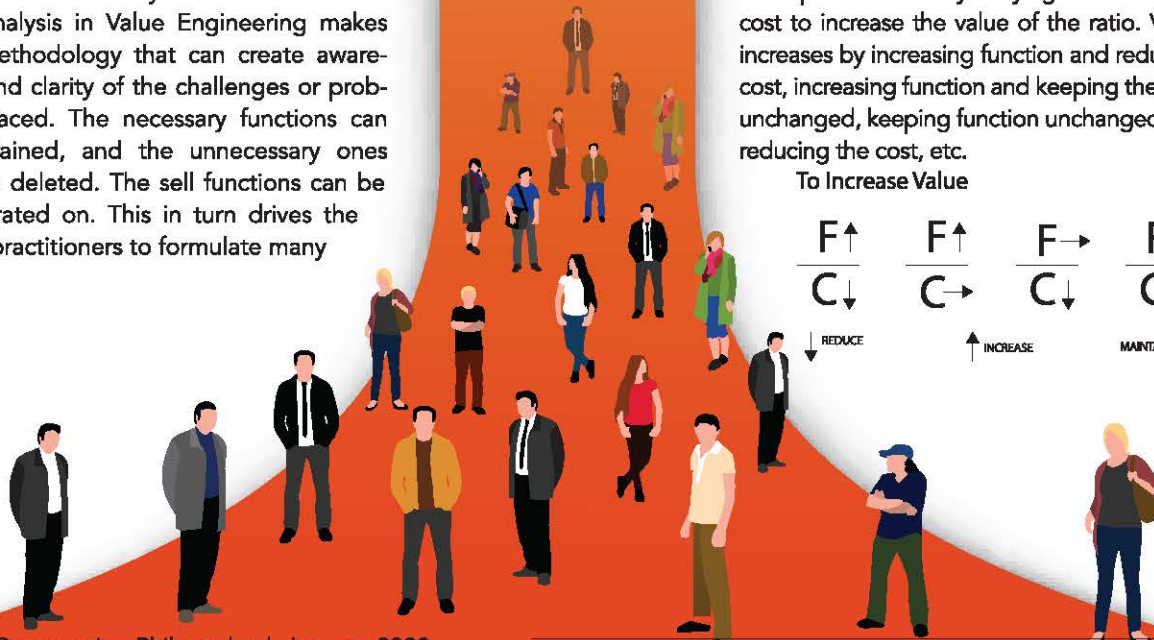 nalysis in Value Engineering makes
ethodology that can create aware-
nd clarity of the challenges or prob-
aced. The necessary functions can
ained, and the unnecessary ones
deleted. The sell functions can be
rated on. This in turn drives the
practitioners to formulate many
cost to increase the value of the ratio. V
increases by increasing function and redu
cost, increasing function and keeping the
unchanged, keeping function unchanged
reducing the cost, etc.
To Increase Value
F↑ F↑ F→ F
C↓ C→ C↓ C
↓ REDUCE ↑ INCREASE MAINTA